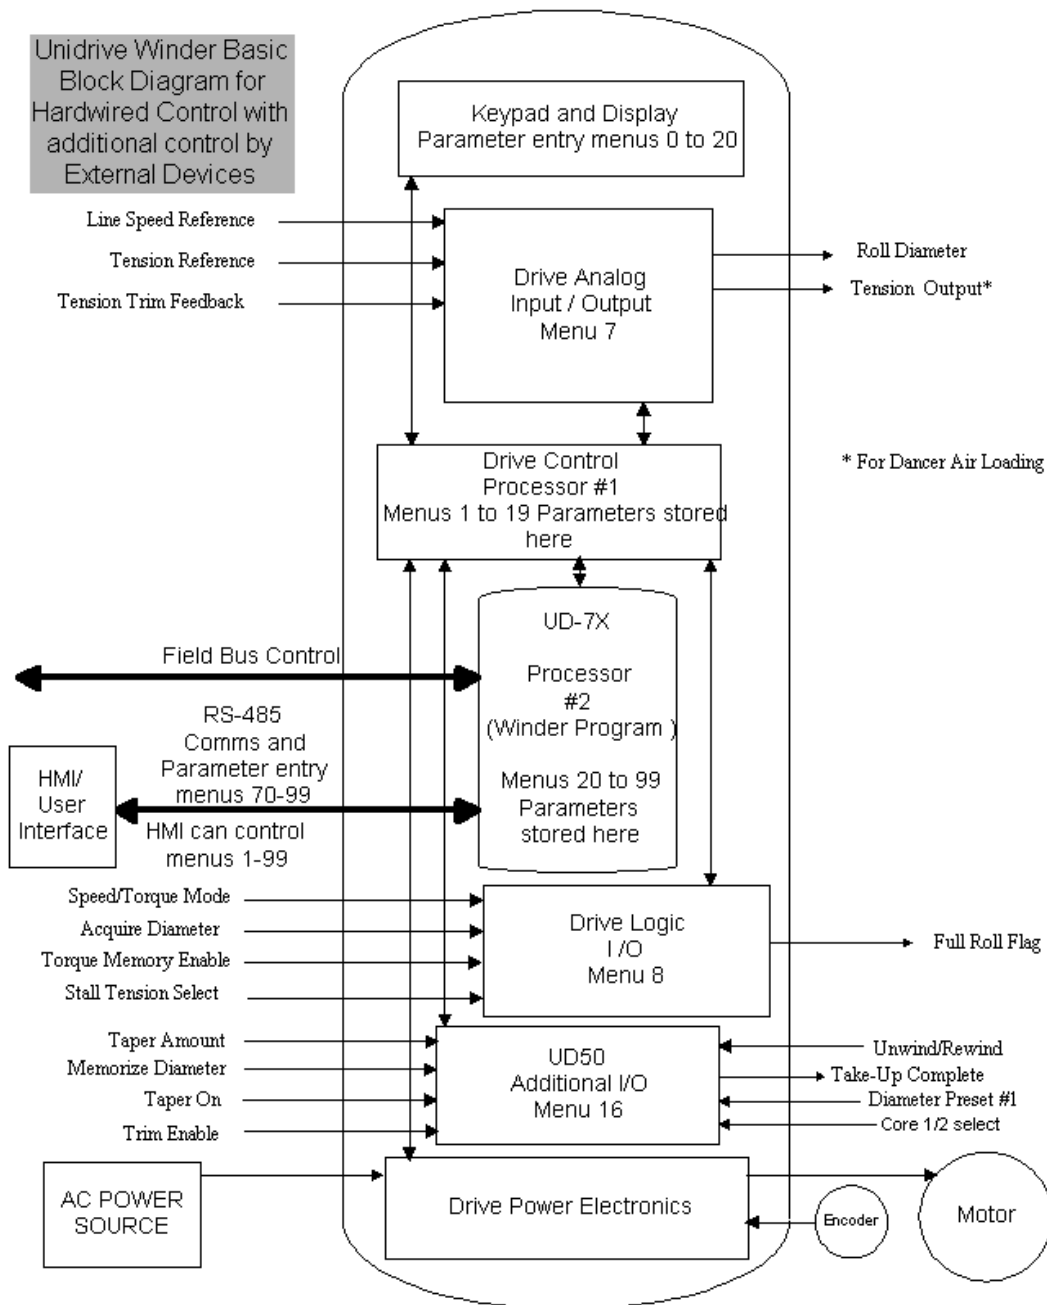 Unidrive Winder Basic
Block Diagram for
Hardwired Control with
additional control by
External Devices
Keypad and Display
Parameter entry menus 0 to 20
Line Speed Reference
Tension Reference
Tension Trim Feedback
Drive Analog
Input / Output
Menu 7
Roll Diameter
Tension Output*
Drive Control
Processor #1
Menus 1 to 19 Parameters stored
here
* For Dancer Air Loading
UD-7X
Processor
#2
(Winder Program )
Menus 20 to 99
Parameters
stored here
Field Bus Control
RS-485
Comms and
Parameter entry
menus 70-99
HMI can control
menus 1-99
HMI/
User
Interface
Speed/Torque Mode
Acquire Diameter
Torque Memory Enable
Stall Tension Select
Drive Logic
I /O
Menu 8
Full Roll Flag
Taper Amount
Memorize Diameter
Taper On
Trim Enable
UD50
Additional I/O
Menu 16
Unwind/Rewind
Take-Up Complete
Diameter Preset #1
Core 1/2 select
AC POWER
SOURCE
Drive Power Electronics
Encoder
Motor